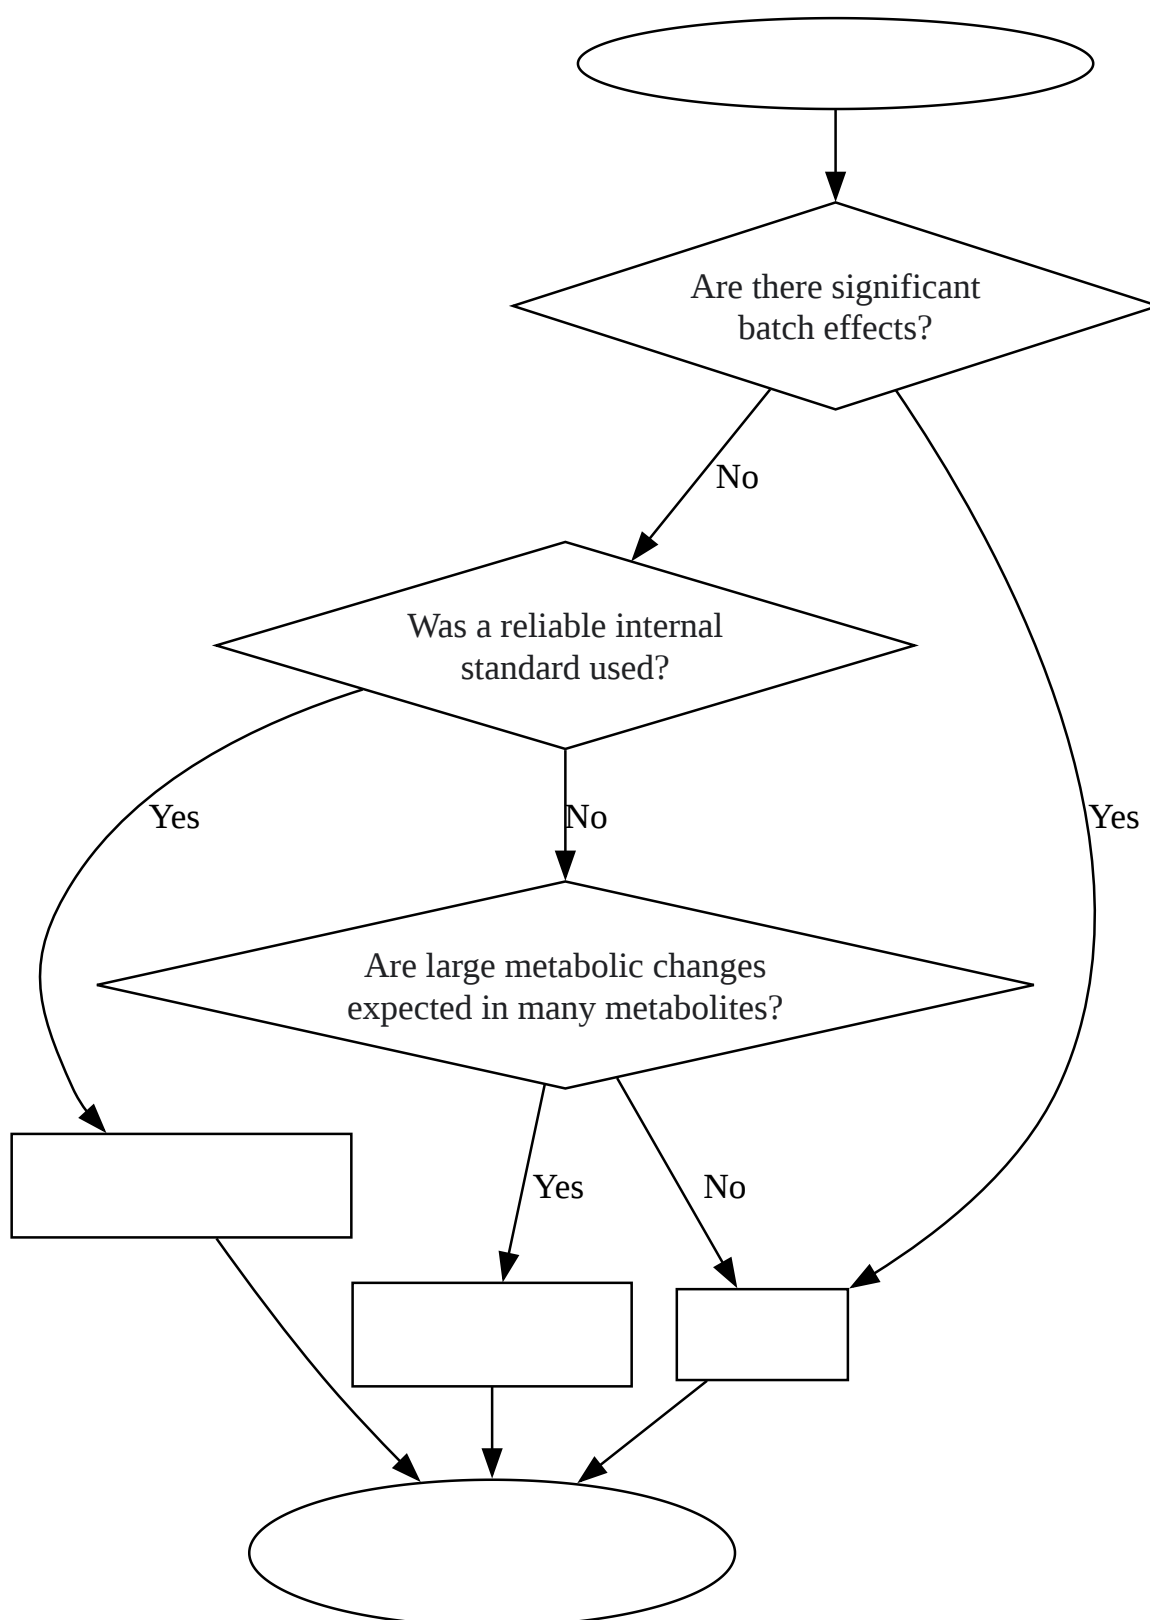 Are there significant
batch effects?
No
Was a reliable internal
standard used?
Yes
No
Yes
Are large metabolic changes
expected in many metabolites?
Yes
No